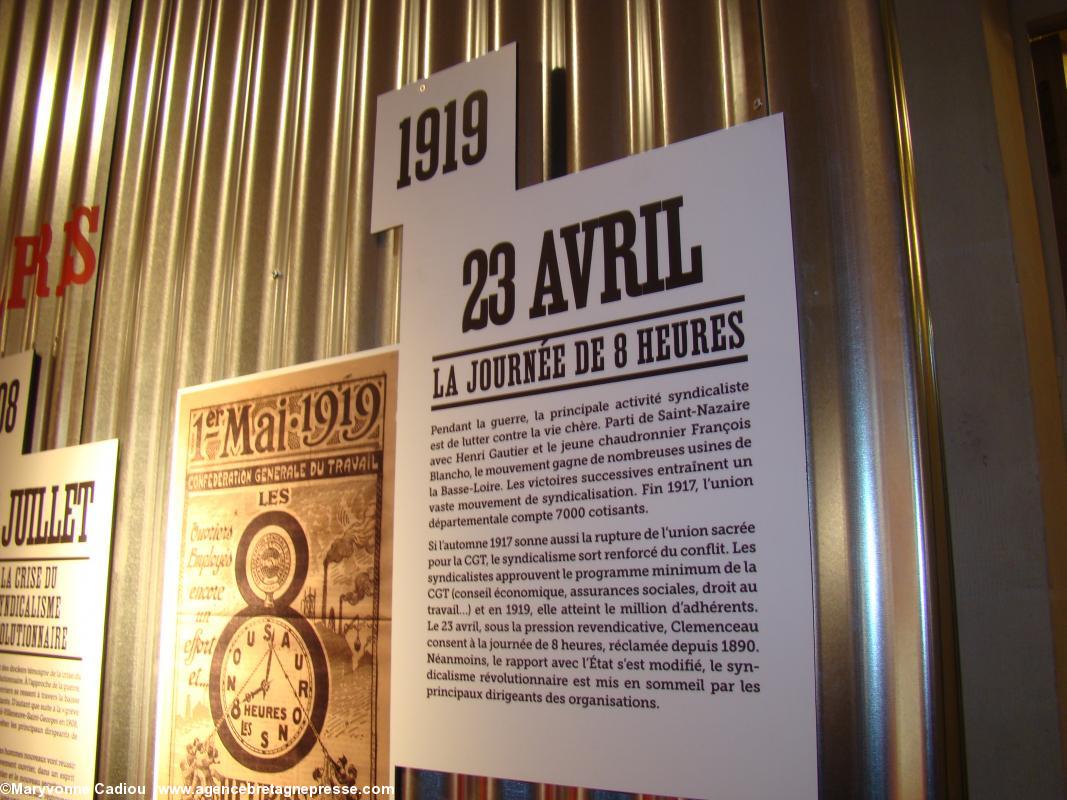 PRIS
08
JUILLET
LA CRISE DU
SYNDICALISME
1er Mai • 1919
CONFÉDÉRATION GÉNÉRALE DU TRAVAIL
LES
Ouvriers
Employés
encore
un
effort
et...
8
NOUS L'AURONS
8 HEURES
LES
1919
23 AVRIL
LA JOURNÉE DE 8 HEURES
Pendant la guerre, la principale activité syndicaliste
est de lutter contre la vie chère. Parti de Saint-Nazaire
avec Henri Gautier et le jeune chaudronnier François
Blancho, le mouvement gagne de nombreuses usines de
la Basse-Loire. Les victoires successives entraînent un
vaste mouvement de syndicalisation. Fin 1917, l'union
départementale compte 7000 cotisants.
Si l'automne 1917 sonne aussi la rupture de l'union sacrée
pour la CGT, le syndicalisme sort renforcé du conflit. Les
syndicalistes approuvent le programme minimum de la
CGT (conseil économique, assurances sociales, droit au
travail...) et en 1919, elle atteint le million d'adhérents.
Le 23 avril, sous la pression revendicative, Clemenceau
consent à la journée de 8 heures, réclamée depuis 1890.
Néanmoins, le rapport avec l'État s'est modifié, le syn-
dicalisme révolutionnaire est mis en sommeil par les
principaux dirigeants des organisations.
©Maryvonne Cadiou www.agencebretagnepresse.com